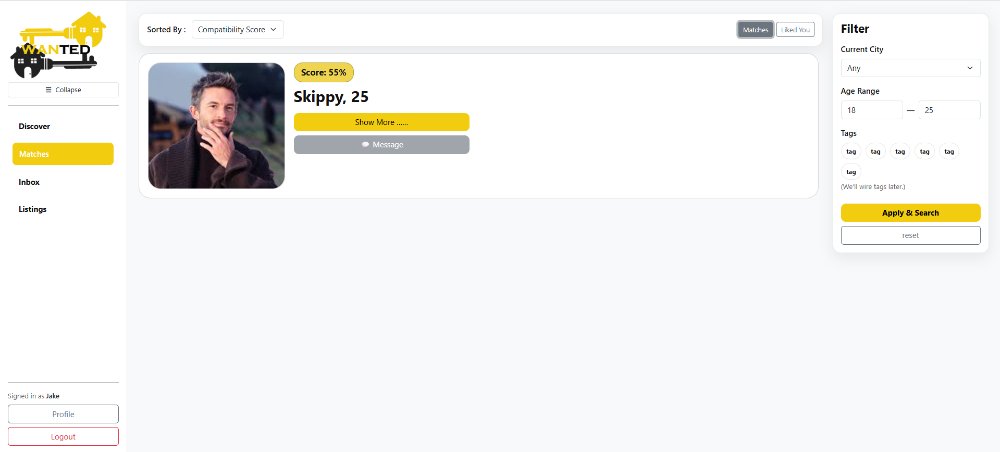 WANTED
☰ Collapse
Discover
Matches
Inbox
Listings
Signed in as Jake
Profile
Logout
Sorted By : Compatibility Score
Matches Liked You
Score: 55%
Skippy, 25
Show More ......
Message
Filter
Current City
Any
Age Range
18 — 25
Tags
tag tag tag tag tag
tag
(We'll wire tags later.)
Apply & Search
reset